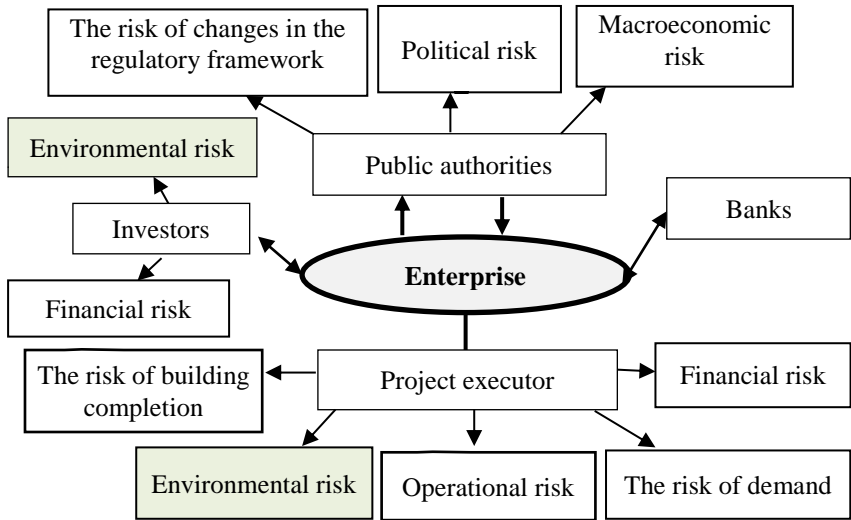 The risk of changes in the
regulatory framework
Political risk
Macroeconomic
risk
Environmental risk
Public authorities
Investors
Banks
Enterprise
Financial risk
The risk of building
completion
Project executor
Financial risk
Environmental risk
Operational risk
The risk of demand